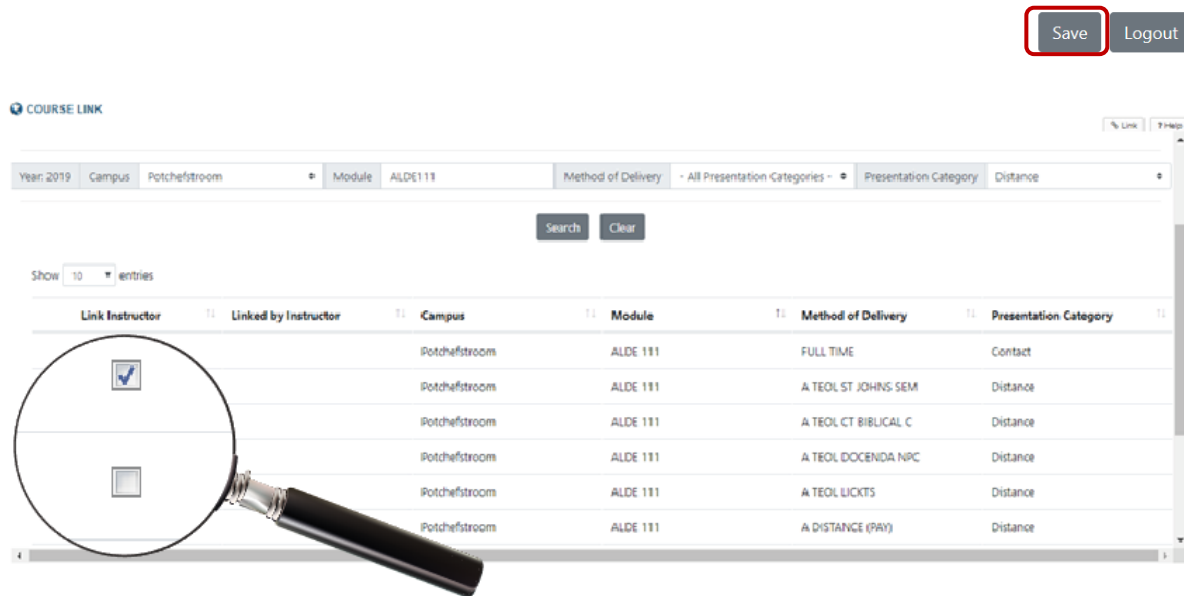 Save Logout
COURSE LINK
Link ? Help
Year: 2019 Campus Potchefstroom Module ALDE111 Method of Delivery - All Presentation Categories - Presentation Category Distance
Search Clear
Show 10 entries
Link Instructor Linked by Instructor Campus Module Method of Delivery Presentation Category
Potchefstroom ALDE 111 FULL TIME Contact
Potchefstroom ALDE 111 A TEOL ST JOHNS SEM Distance
Potchefstroom ALDE 111 A TEOL CT BIBLICAL C Distance
Potchefstroom ALDE 111 A TEOL DOCENDA NPC Distance
Potchefstroom ALDE 111 A TEOL LICKTS Distance
Potchefstroom ALDE 111 A DISTANCE (PAY) Distance